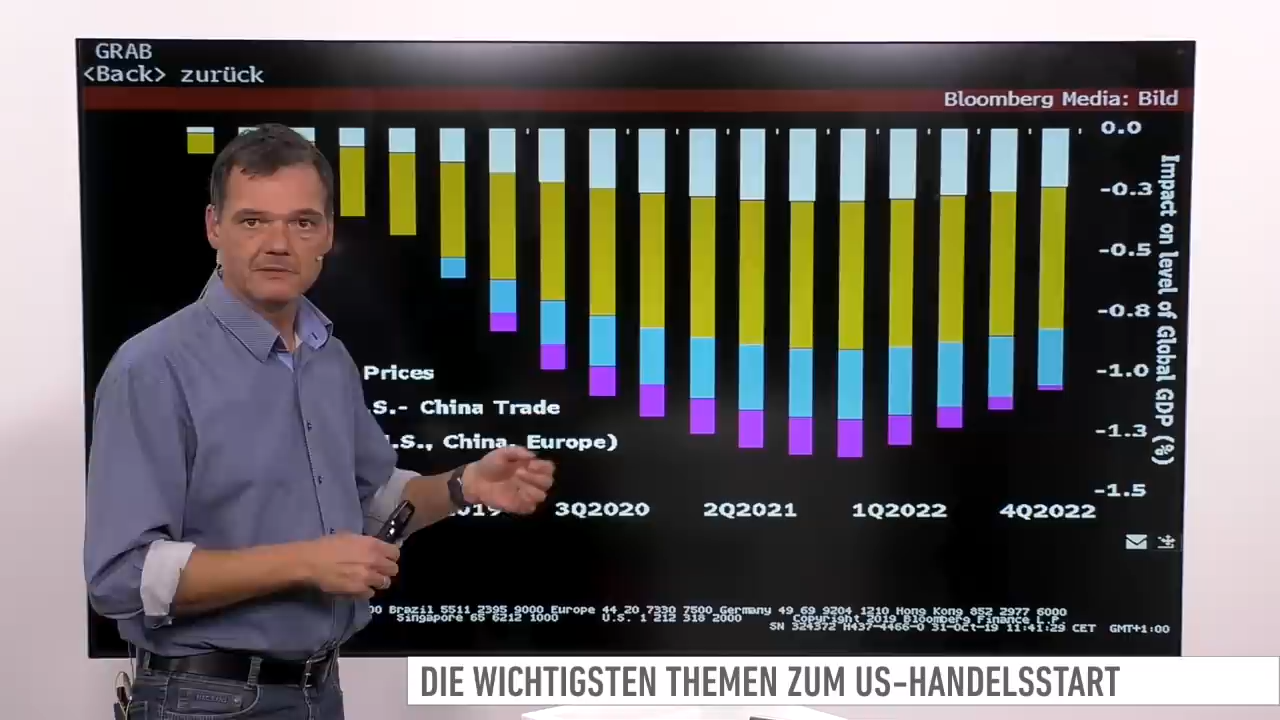 GRAB
<Back> zurück
Bloomberg Media: Bild
0.0
-0.3
-0.5
-0.8
-1.0
-1.3
-1.5
Impact on level of Global GDP (%)
Prices
.S.- China Trade
.S., China, Europe)
3Q2020 2Q2021 1Q2022 4Q2022
00 Brazil 5511 2395 9000 Europe 44 20 7330 7500 Germany 49 69 9204 1210 Hong Kong 852 2977 6000
Singapore 65 6212 1000 U.S. 1 212 318 2000 Copyright 2019 Bloomberg Finance L.P.
SN 324372 H437-4466-0 31-Oct-19 11:41:29 CET GMT+1:00
DIE WICHTIGSTEN THEMEN ZUM US-HANDELSSTART